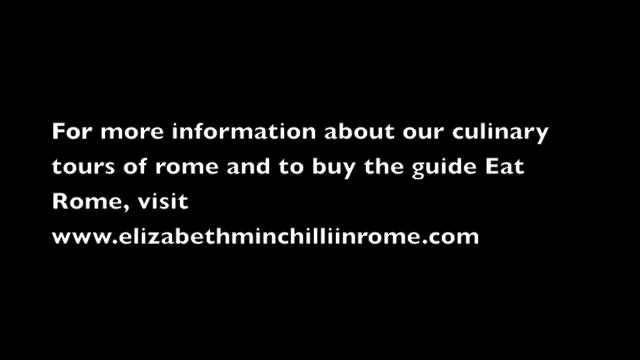 For more information about our culinary
tours of rome and to buy the guide Eat
Rome, visit
www.elizabethminchilliinrome.com